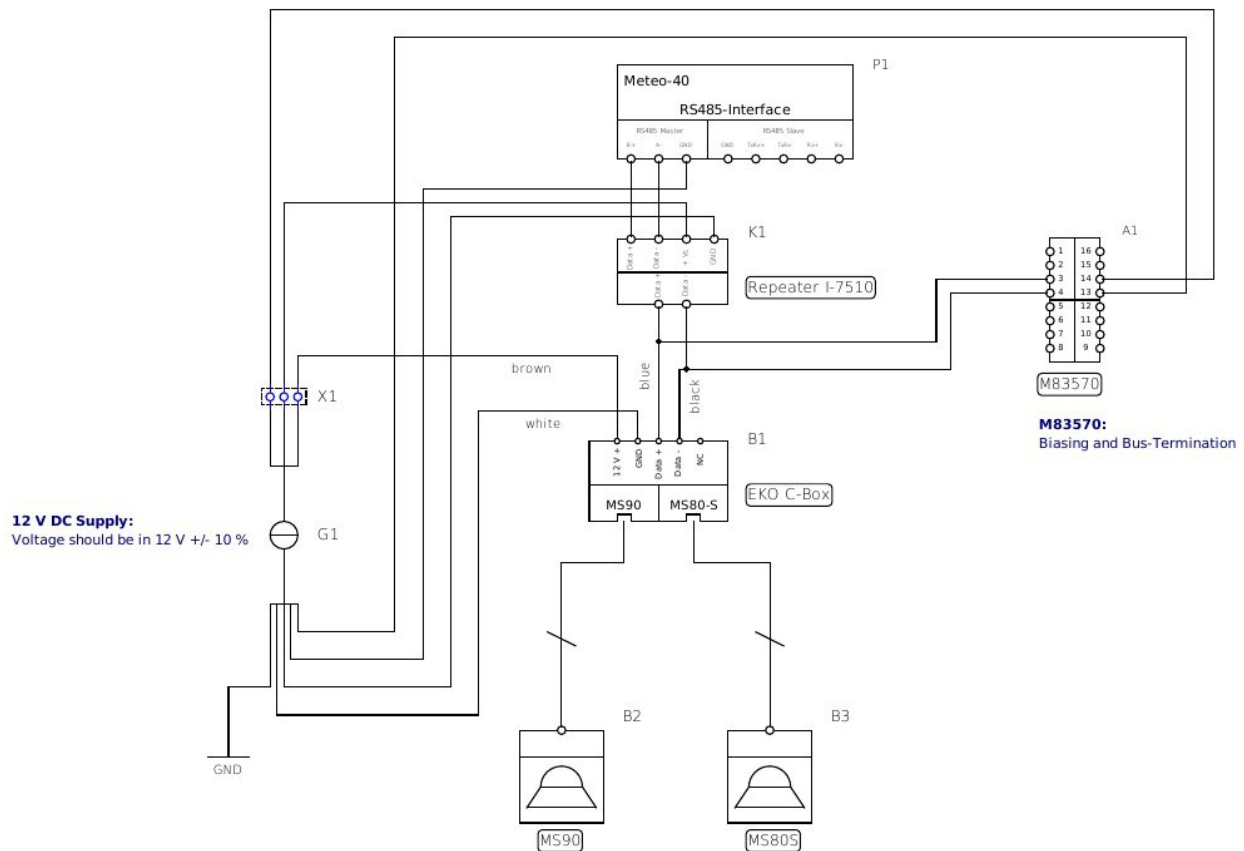 P1
Meteo-40
RS485-Interface
RS485 Master
RS485 Slave
B+
A-
GND
GND
TxRx+
TxRx-
Rx+
Rx-
K1
Data +
Data -
+ Vs
GND
Data +
Data -
Repeater I-7510
A1
1
2
3
4
5
6
7
8
16
15
14
13
12
11
10
9
M83570
M83570:
Biasing and Bus-Termination
brown
white
blue
black
X1
B1
12 V +
GND
Data +
Data -
NC
MS90
MS80-S
EKO C-Box
12 V DC Supply:
Voltage should be in 12 V +/- 10 %
G1
GND
B2
B3
MS90
MS80S